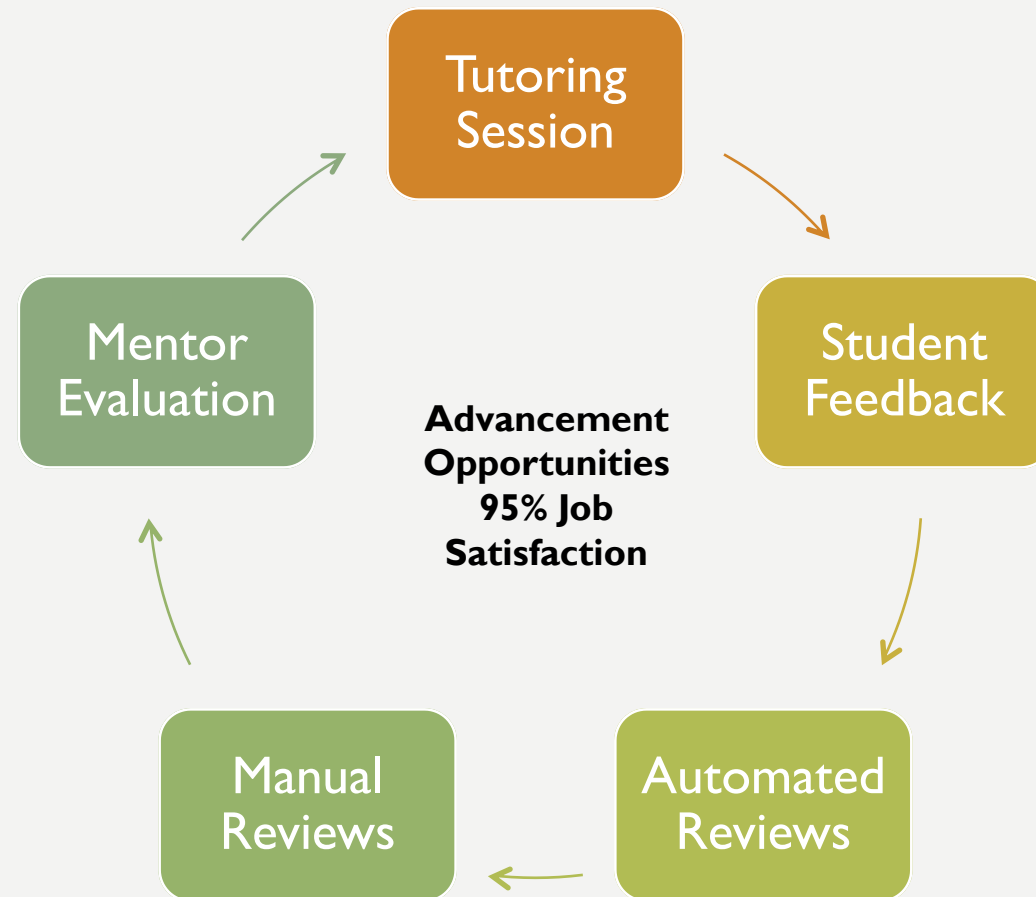 Tutoring
Session
Student
Feedback
Automated
Reviews
Manual
Reviews
Mentor
Evaluation
Advancement
Opportunities
95% Job
Satisfaction